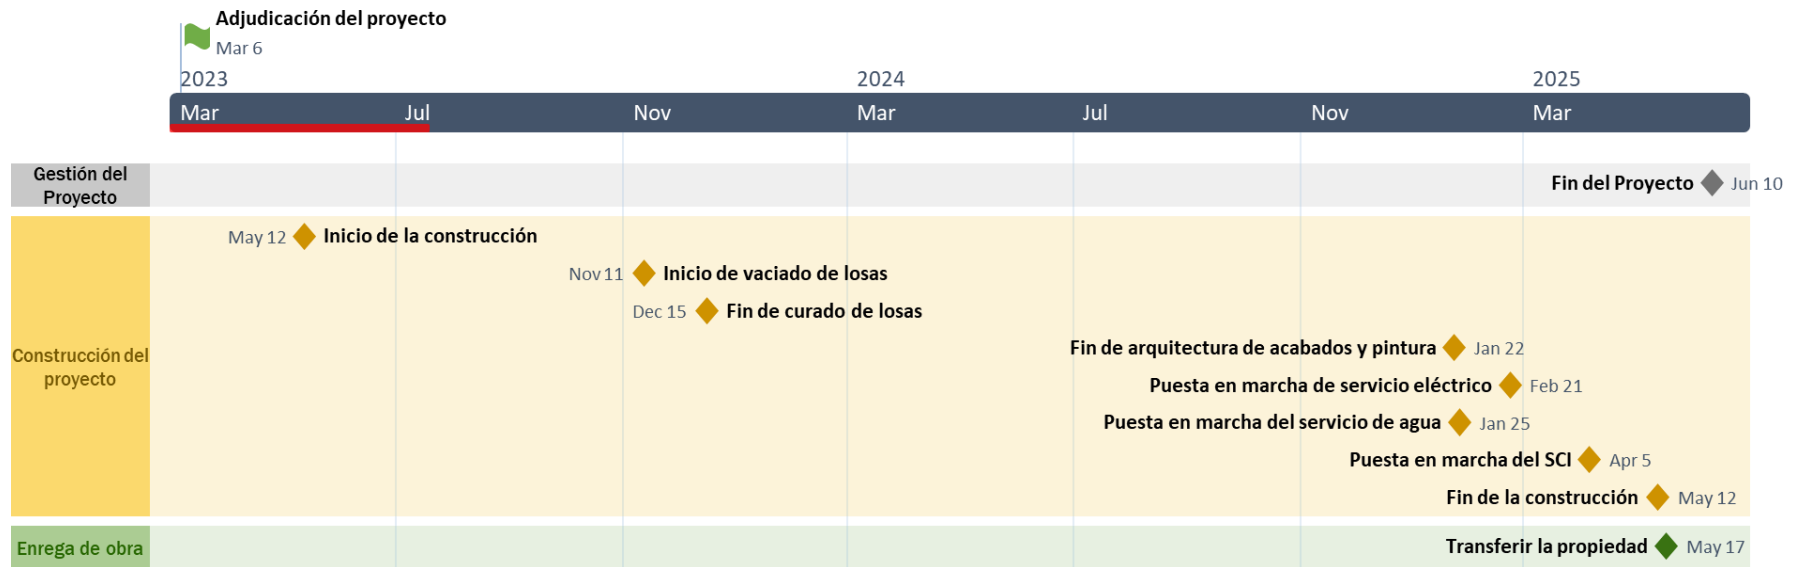 Adjudicación del proyecto
Mar 6
2023 2024 2025
Mar Jul Nov Mar Jul Nov Mar
Gestión del
Proyecto
Fin del Proyecto Jun 10
May 12 Inicio de la construcción
Nov 11 Inicio de vaciado de losas
Dec 15 Fin de curado de losas
Construcción del
proyecto
Fin de arquitectura de acabados y pintura Jan 22
Puesta en marcha de servicio eléctrico Feb 21
Puesta en marcha del servicio de agua Jan 25
Puesta en marcha del SCI Apr 5
Fin de la construcción May 12
Enrega de obra
Transferir la propiedad May 17